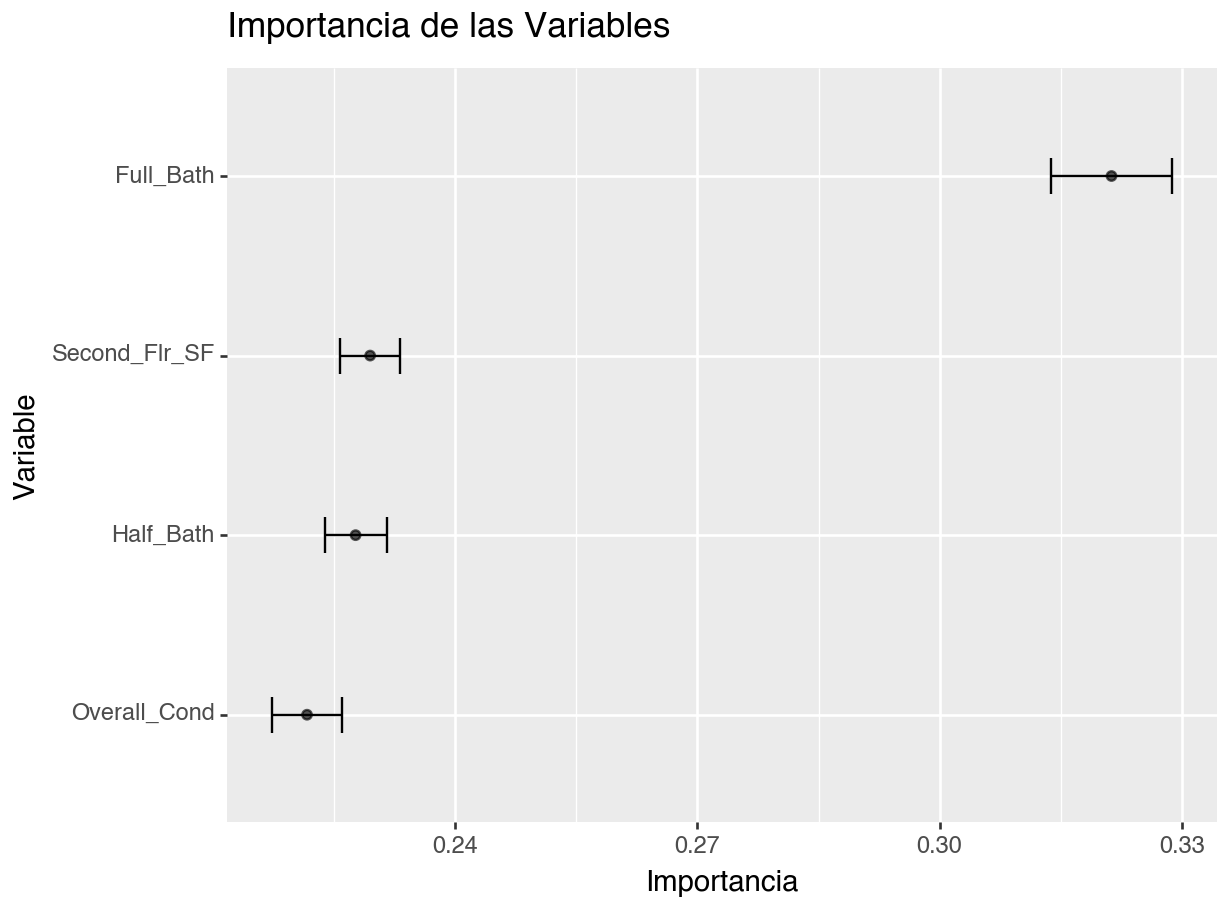 Importancia de las Variables
Full_Bath
Second_Flr_SF
Half_Bath
Overall_Cond
Variable
0.24
0.27
0.30
0.33
Importancia